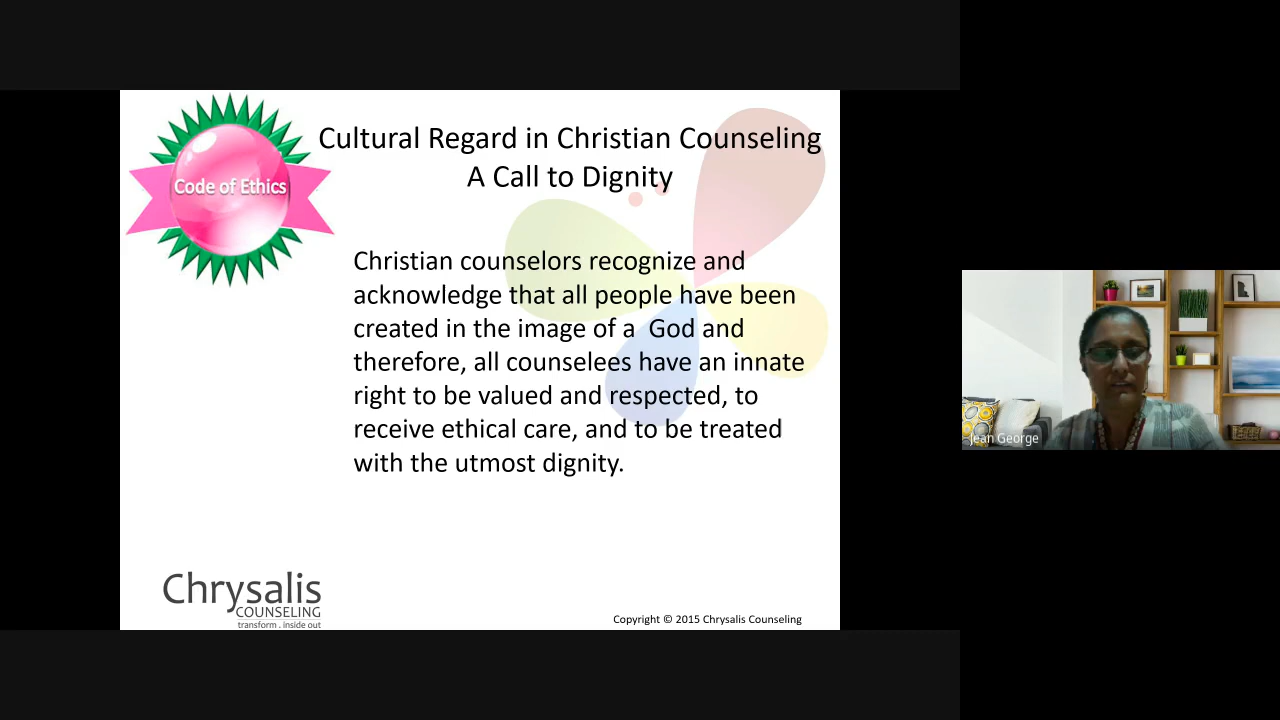 Code of Ethics
Cultural Regard in Christian Counseling
A Call to Dignity
Christian counselors recognize and
acknowledge that all people have been
created in the image of a God and
therefore, all counselees have an innate
right to be valued and respected, to
receive ethical care, and to be treated
with the utmost dignity.
Chrysalis
COUNSELING
transform . inside out
Copyright © 2015 Chrysalis Counseling
Jean George